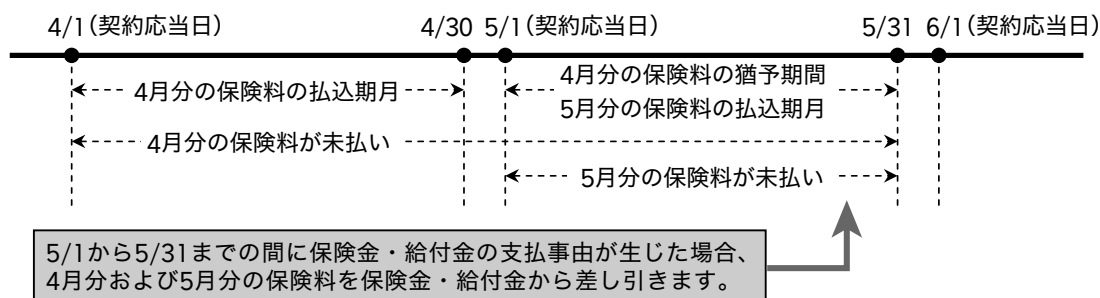 4/1(契約応当日) 4/30 5/1(契約応当日) 5/31 6/1(契約応当日)
4月分の保険料の払込期月 4月分の保険料の猶予期間
5月分の保険料の払込期月
4月分の保険料が未払い
5月分の保険料が未払い
5/1から5/31までの間に保険金・給付金の支払事由が生じた場合、
4月分および5月分の保険料を保険金・給付金から差し引きます。